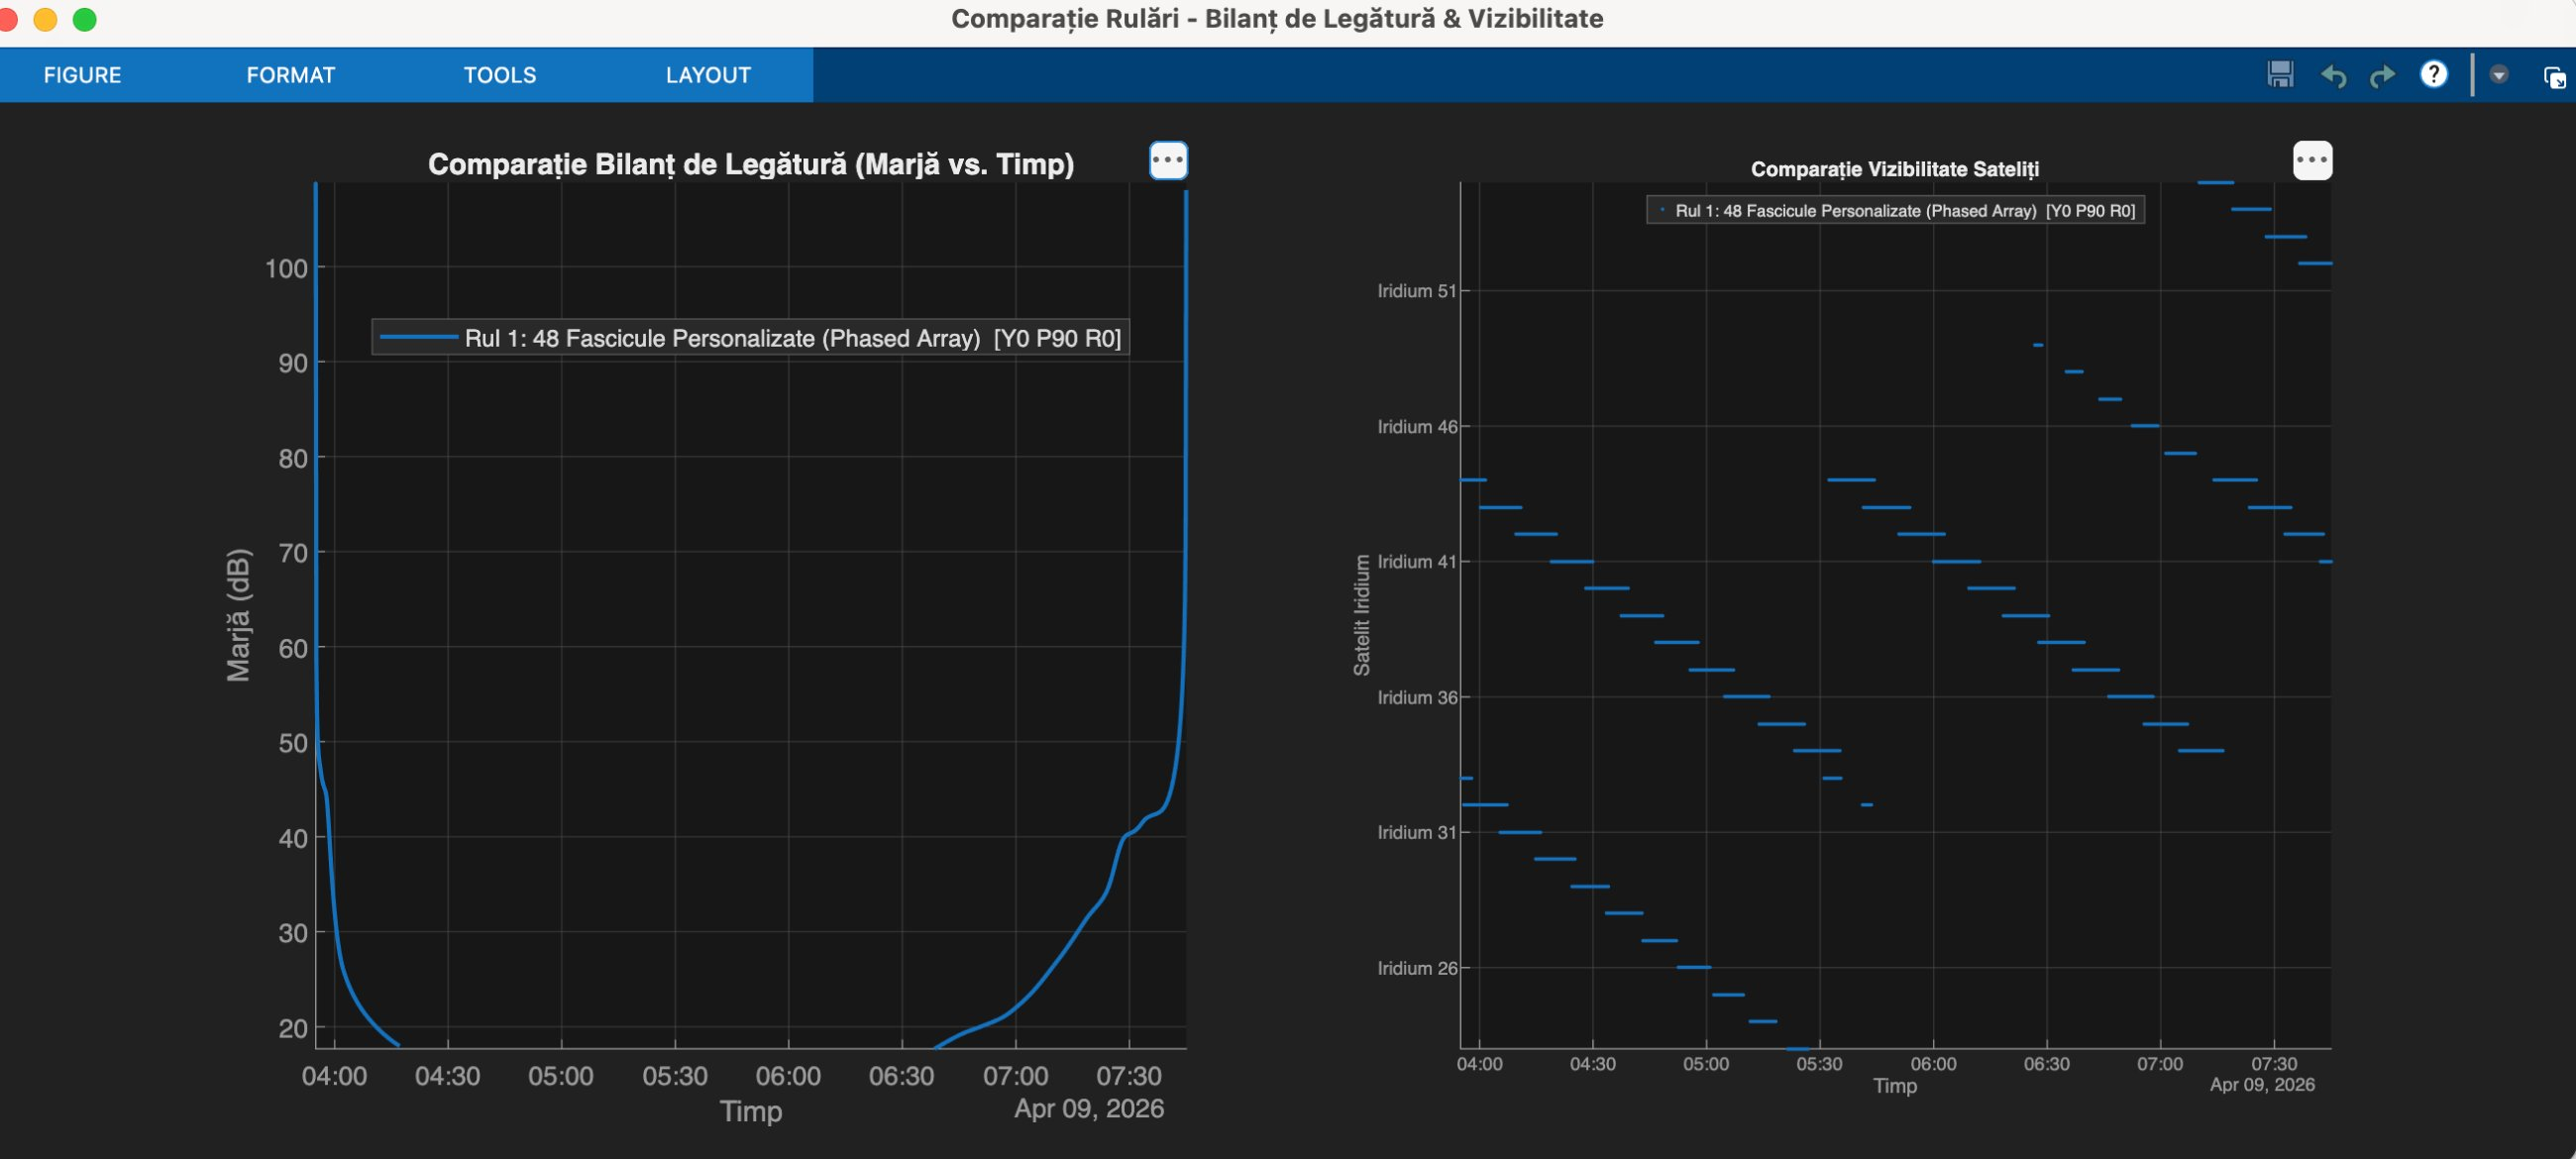 Comparație Rulări - Bilanț de Legătură & Vizibilitate
FIGURE FORMAT TOOLS LAYOUT
?
Comparație Bilanț de Legătură (Marjă vs. Timp)
Rul 1: 48 Fascicule Personalizate (Phased Array) [Y0 P90 R0]
Marjă (dB)
100
90
80
70
60
50
40
30
20
04:00 04:30 05:00 05:30 06:00 06:30 07:00 07:30
Timp
Apr 09, 2026
Comparație Vizibilitate Sateliți
Rul 1: 48 Fascicule Personalizate (Phased Array) [Y0 P90 R0]
Satelit Iridium
Iridium 51
Iridium 46
Iridium 41
Iridium 36
Iridium 31
Iridium 26
04:00 04:30 05:00 05:30 06:00 06:30 07:00 07:30
Timp
Apr 09, 2026